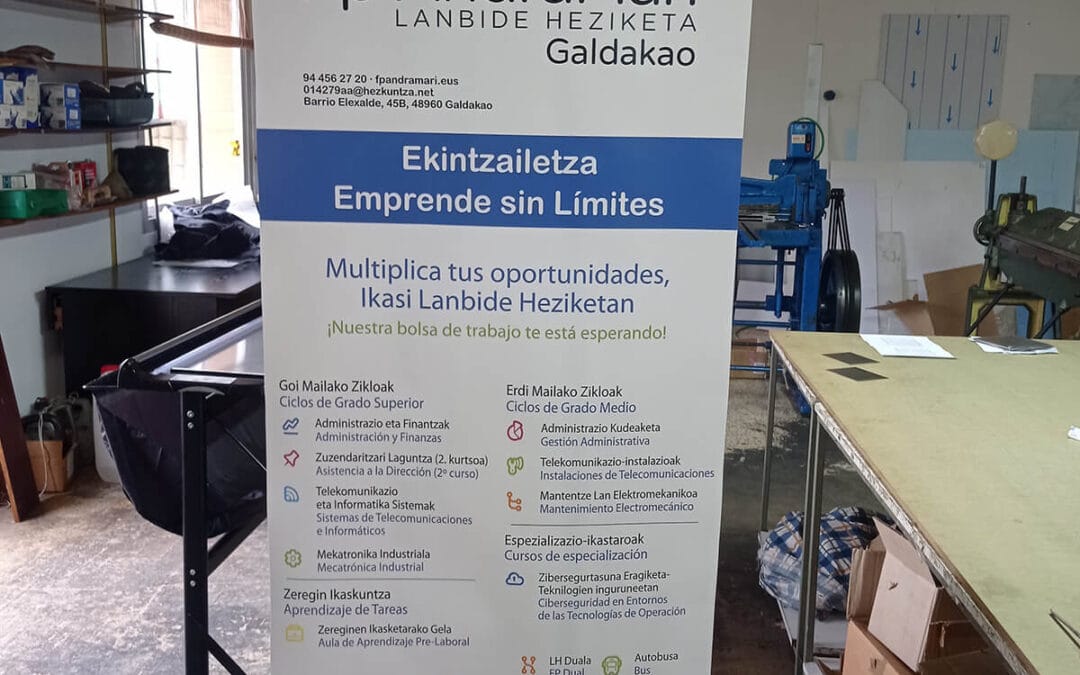 LANBIDE HEZIKETA
Galdakao
94 456 27 20 · fpandramari.eus
014279aa@hezkuntza.net
Barrio Elexalde, 45B, 48960 Galdakao
Ekintzailetza
Emprende sin Límites
Multiplica tus oportunidades,
Ikasi Lanbide Heziketan
¡Nuestra bolsa de trabajo te está esperando!
Goi Mailako Zikloak
Ciclos de Grado Superior
Administrazio eta Finantzak
Administración y Finanzas
Zuzendaritzari Laguntza (2. kurtsoa)
Asistencia a la Dirección (2º curso)
Telekomunikazio
eta Informatika Sistemak
Sistemas de Telecomunicaciones
e Informáticos
Mekatronika Industriala
Mecatrónica Industrial
Zeregin Ikaskuntza
Aprendizaje de Tareas
Zereginen Ikasketarako Gela
Aula de Aprendizaje Pre-Laboral
Erdi Mailako Zikloak
Ciclos de Grado Medio
Administrazio Kudeaketa
Gestión Administrativa
Telekomunikazio-instalazioak
Instalaciones de Telecomunicaciones
Mantentze Lan Elektromekanikoa
Mantenimiento Electromecánico
Espezializazio-ikastaroak
Cursos de especialización
Zibersegurtasuna Eragiketa-
Teknilogien inguruneetan
Ciberseguridad en Entornos
de las Tecnologías de Operación
LH Duala
FP Dual
Autobusa
Bus